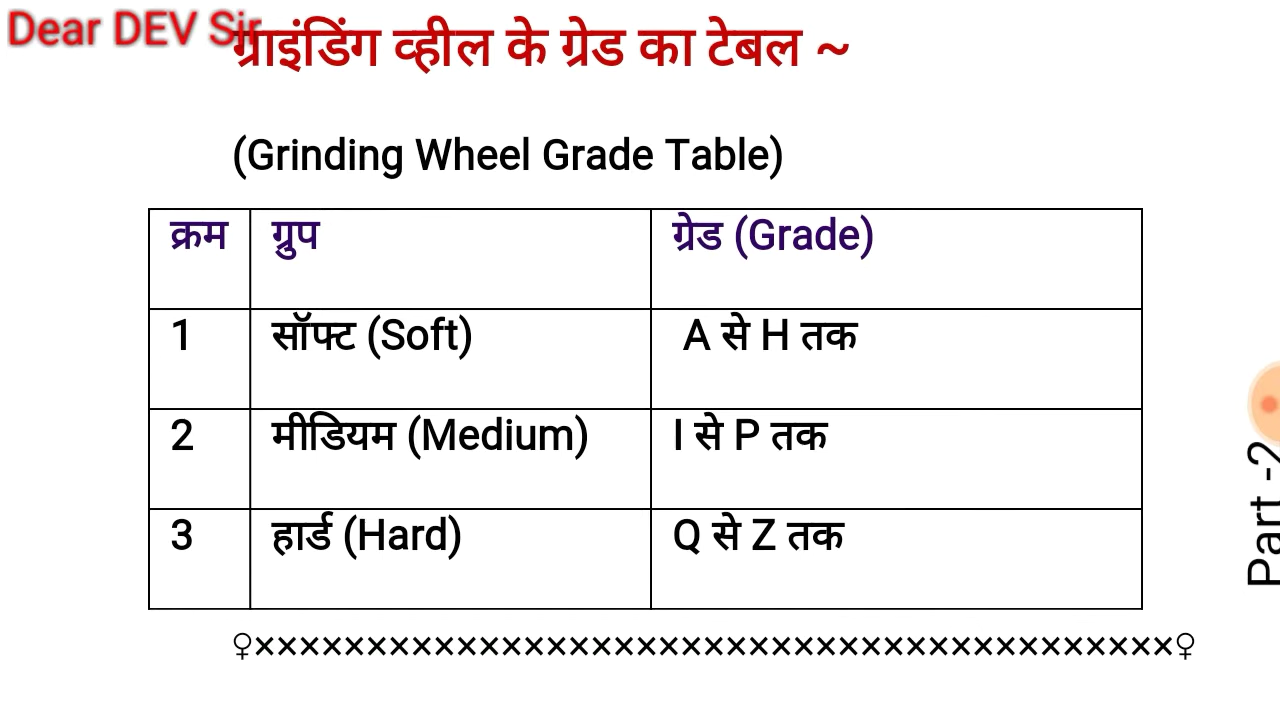 Dear DEV Sir
ग्राइंडिंग व्हील के ग्रेड का टेबल ~
(Grinding Wheel Grade Table)
क्रम ग्रुप ग्रेड (Grade)
1 सॉफ्ट (Soft) A से H तक
2 मीडियम (Medium) I से P तक
3 हार्ड (Hard) Q से Z तक
♀×××××××××××××××××××××××××××××××××××××××××♀
Part -2